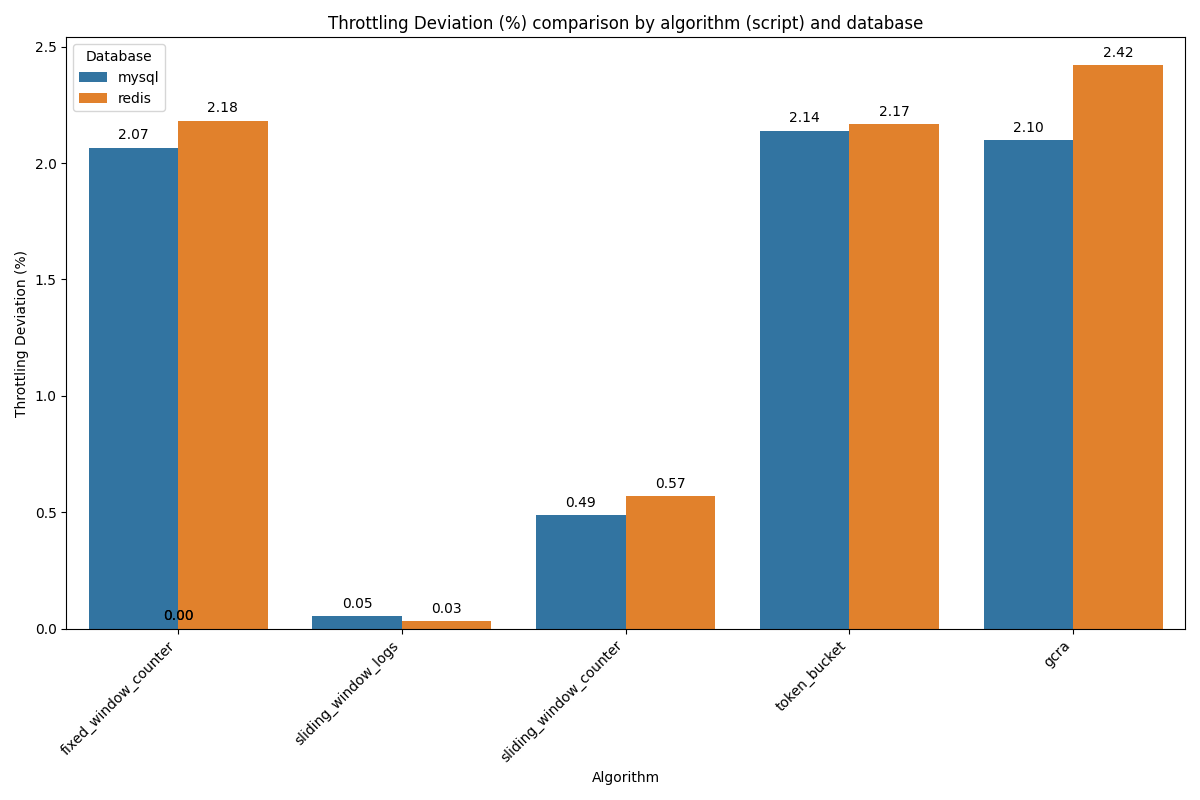 Throttling Deviation (%) comparison by algorithm (script) and database
Throttling Deviation (%)
2.5
2.0
1.5
1.0
0.5
0.0
Database
mysql
redis
2.07
2.18
0.00
0.05
0.03
0.49
0.57
2.14
2.17
2.10
2.42
fixed_window_counter
sliding_window_logs
sliding_window_counter
token_bucket
gcra
Algorithm